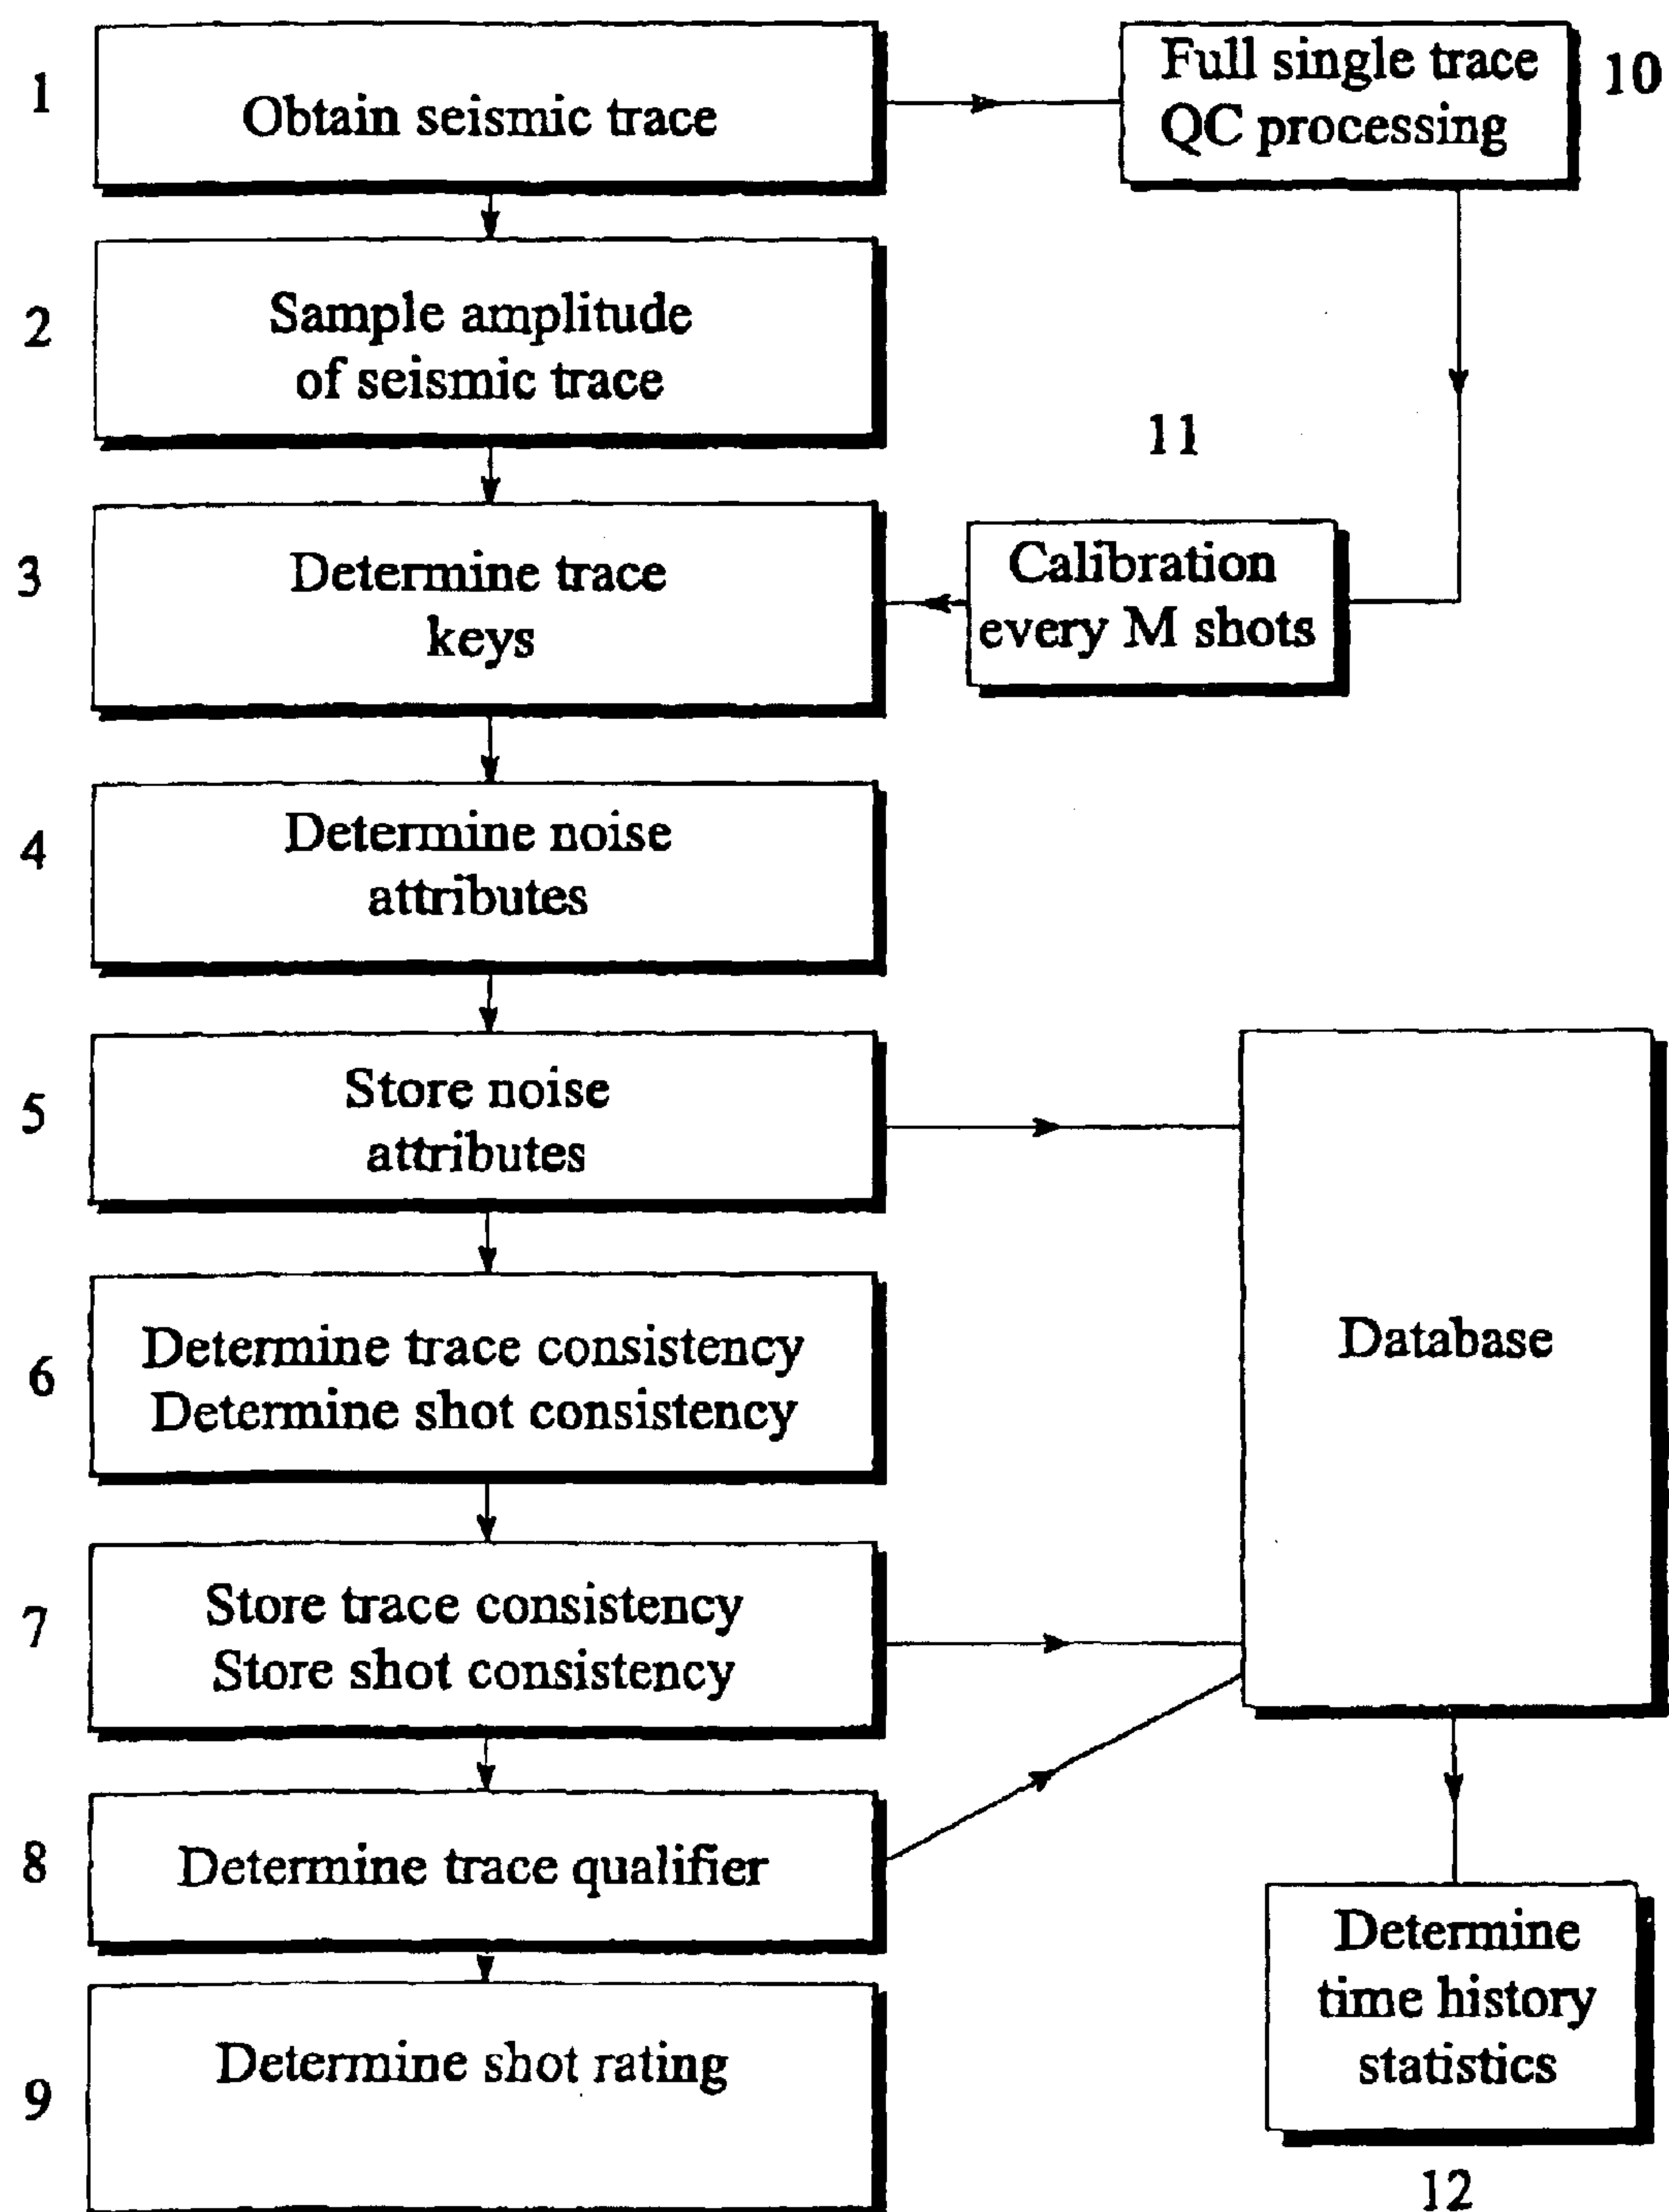 1
Obtain seismic trace
Full single trace
QC processing
10
2
Sample amplitude
of seismic trace
3
Determine trace
keys
11
Calibration
every M shots
4
Determine noise
attributes
5
Store noise
attributes
Database
6
Determine trace consistency
Determine shot consistency
7
Store trace consistency
Store shot consistency
8
Determine trace qualifier
9
Determine shot rating
Determine
time history
statistics
12